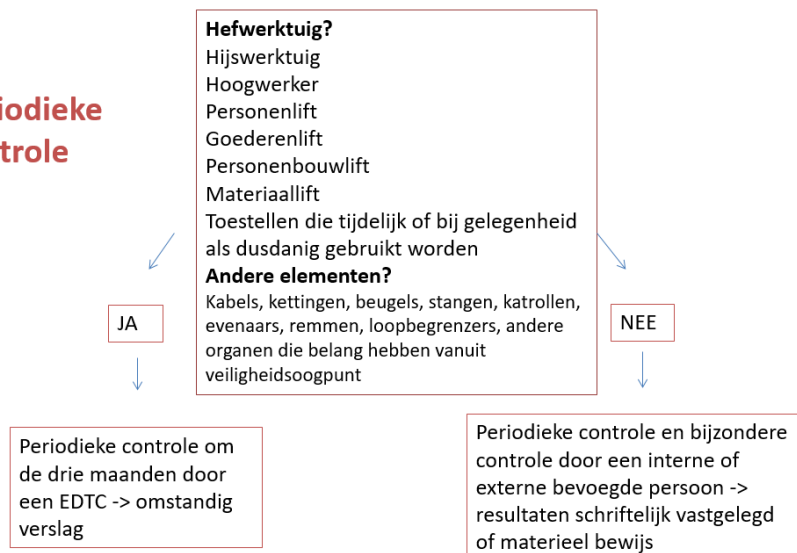 iodieke
trole
Hefwerktuig?
Hijswerktuig
Hoogwerker
Personenlift
Goederenlift
Personenbouwlift
Materiaallift
Toestellen die tijdelijk of bij gelegenheid
als dusdanig gebruikt worden
Andere elementen?
Kabels, kettingen, beugels, stangen, katrollen,
evenaars, remmen, loopbegrenzers, andere
organen die belang hebben vanuit
veiligheidsoogpunt
JA
NEE
Periodieke controle om
de drie maanden door
een EDTC -> omstandig
verslag
Periodieke controle en bijzondere
controle door een interne of
externe bevoegde persoon ->
resultaten schriftelijk vastgelegd
of materieel bewijs